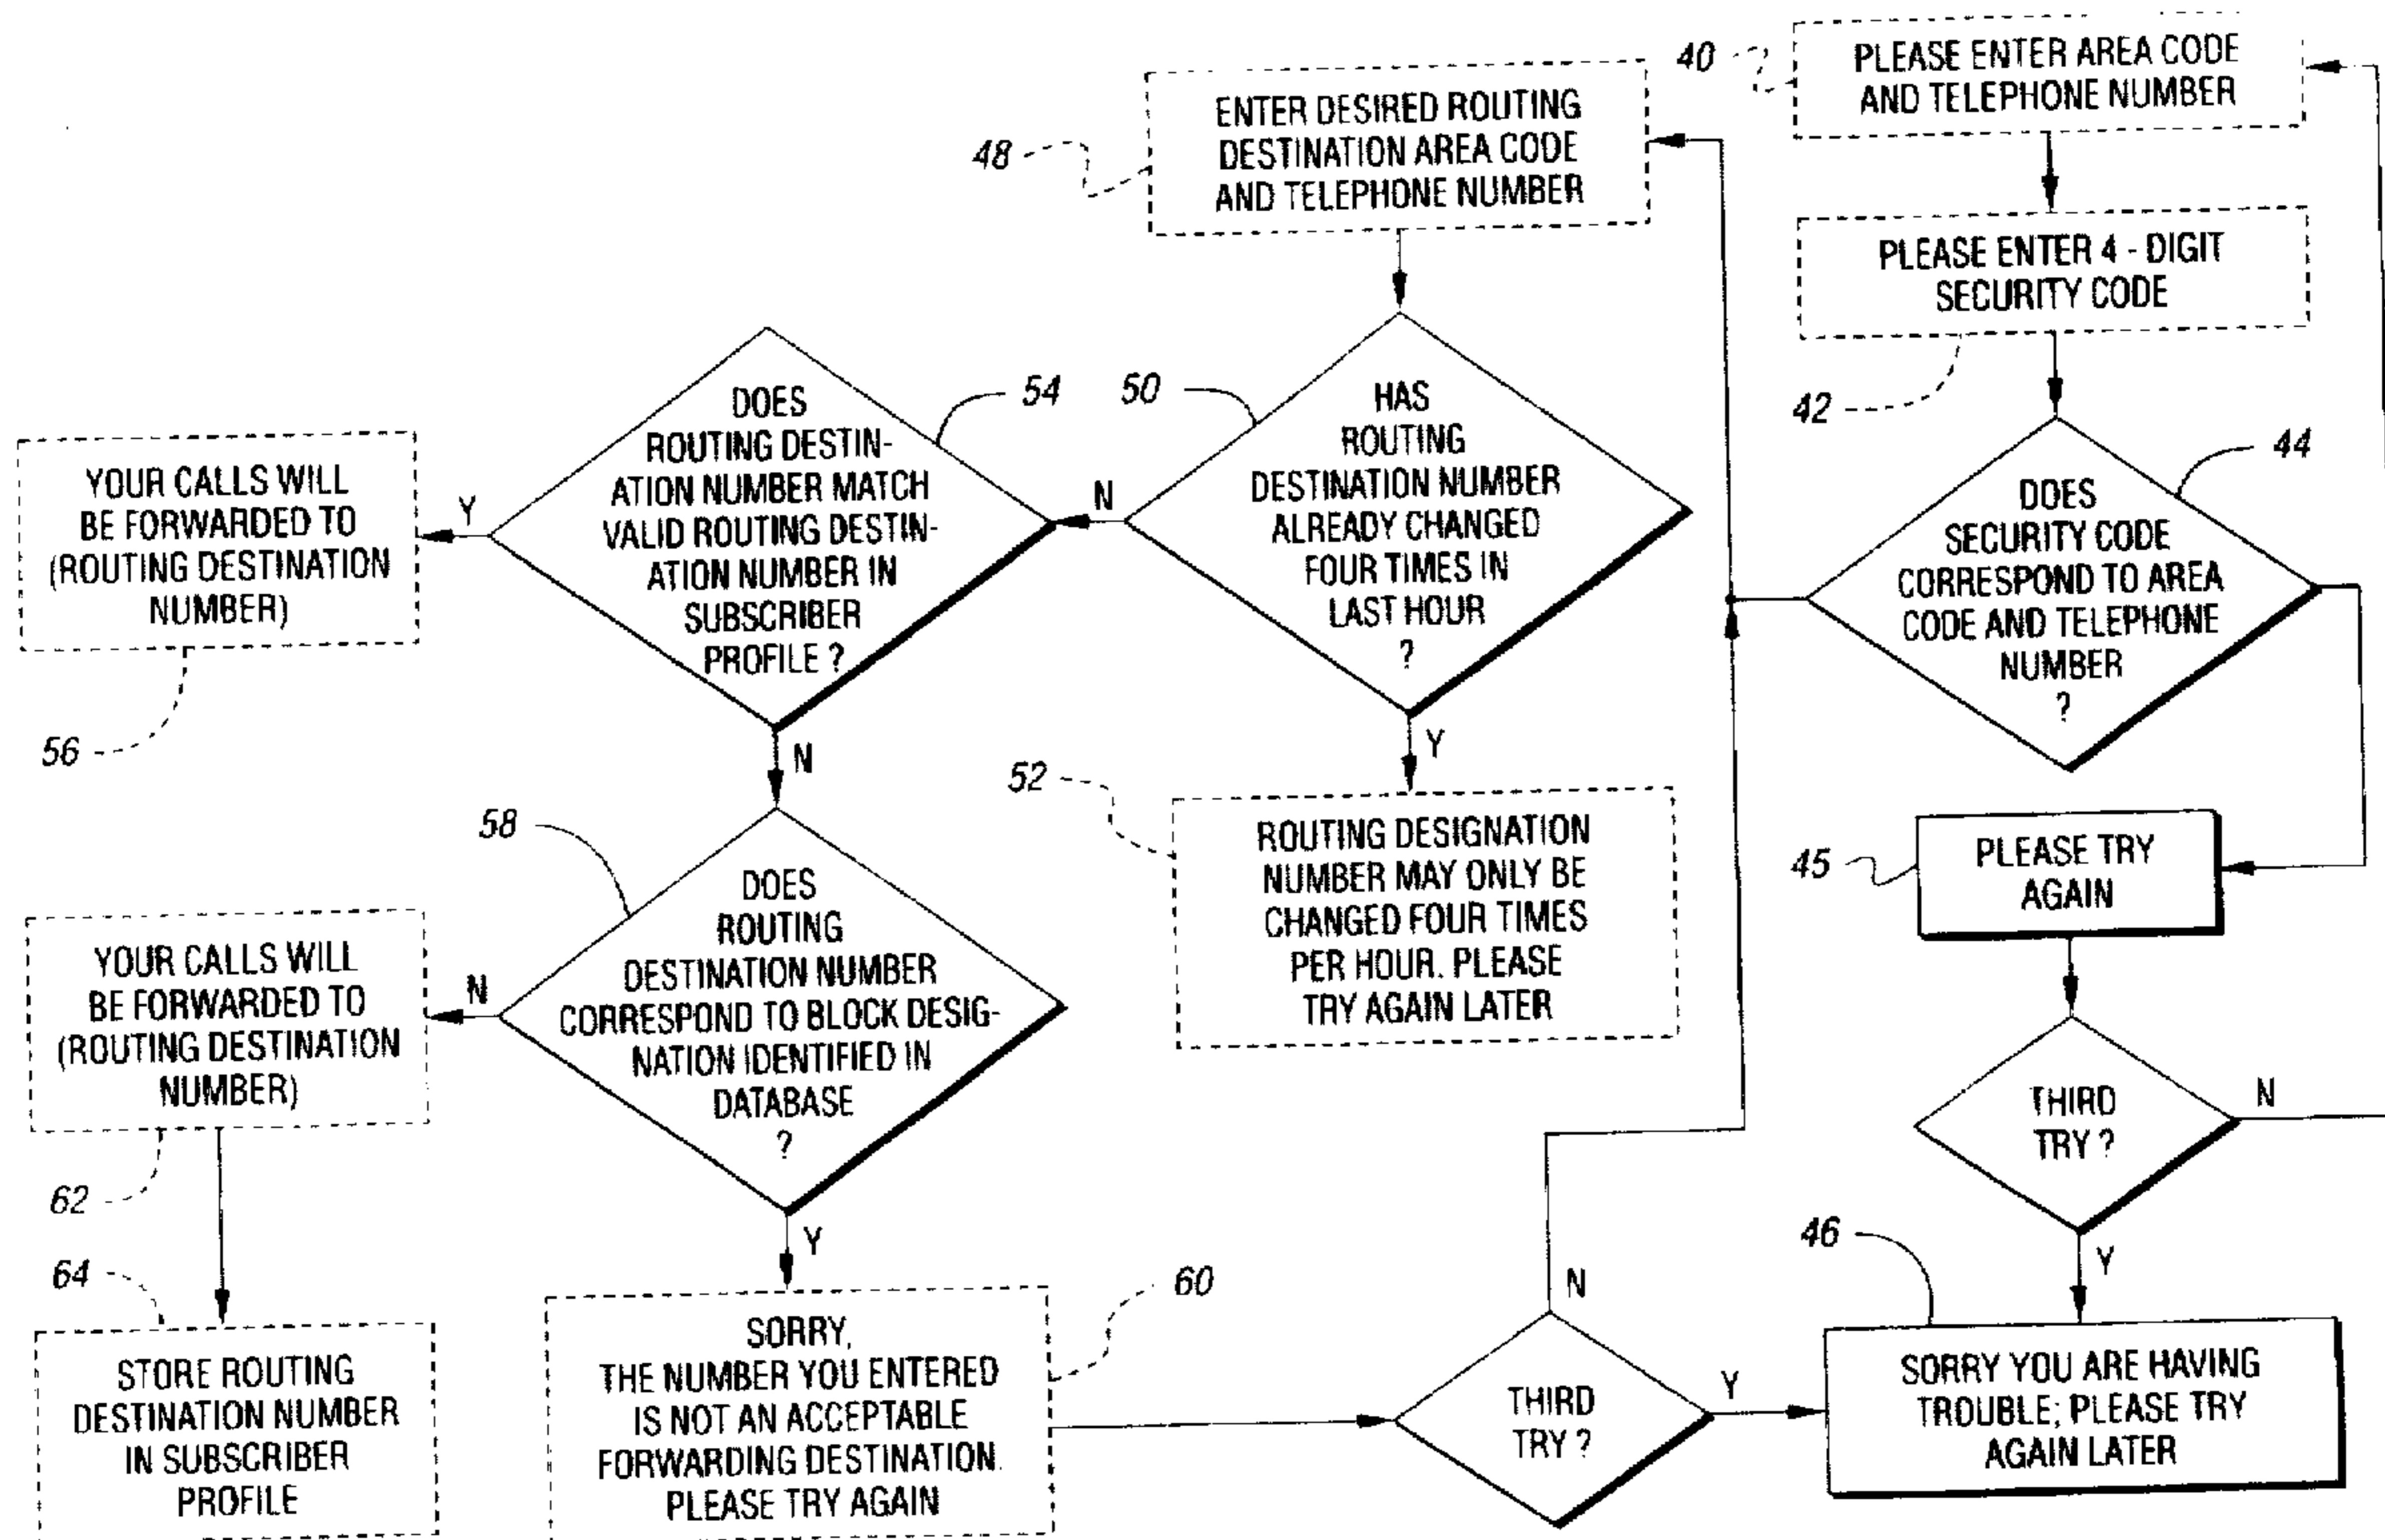 40
PLEASE ENTER AREA CODE
AND TELEPHONE NUMBER
PLEASE ENTER 4 - DIGIT
SECURITY CODE
42
44
DOES
SECURITY CODE
CORRESPOND TO AREA
CODE AND TELEPHONE
NUMBER
?
45
PLEASE TRY
AGAIN
THIRD
TRY ?
N
Y
46
SORRY YOU ARE HAVING
TROUBLE; PLEASE TRY
AGAIN LATER
48
ENTER DESIRED ROUTING
DESTINATION AREA CODE
AND TELEPHONE NUMBER
50
HAS
ROUTING
DESTINATION NUMBER
ALREADY CHANGED
FOUR TIMES IN
LAST HOUR
?
N
Y
52
ROUTING DESIGNATION
NUMBER MAY ONLY BE
CHANGED FOUR TIMES
PER HOUR. PLEASE
TRY AGAIN LATER
54
DOES
ROUTING DESTIN-
ATION NUMBER MATCH
VALID ROUTING DESTIN-
ATION NUMBER IN
SUBSCRIBER
PROFILE ?
Y
N
YOUR CALLS WILL
BE FORWARDED TO
(ROUTING DESTINATION
NUMBER)
56
58
DOES
ROUTING
DESTINATION NUMBER
CORRESPOND TO BLOCK DESIG-
NATION IDENTIFIED IN
DATABASE
?
N
Y
YOUR CALLS WILL
BE FORWARDED TO
(ROUTING DESTINATION
NUMBER)
62
64
STORE ROUTING
DESTINATION NUMBER
IN SUBSCRIBER
PROFILE
60
SORRY,
THE NUMBER YOU ENTERED
IS NOT AN ACCEPTABLE
FORWARDING DESTINATION.
PLEASE TRY AGAIN
THIRD
TRY ?
N
Y